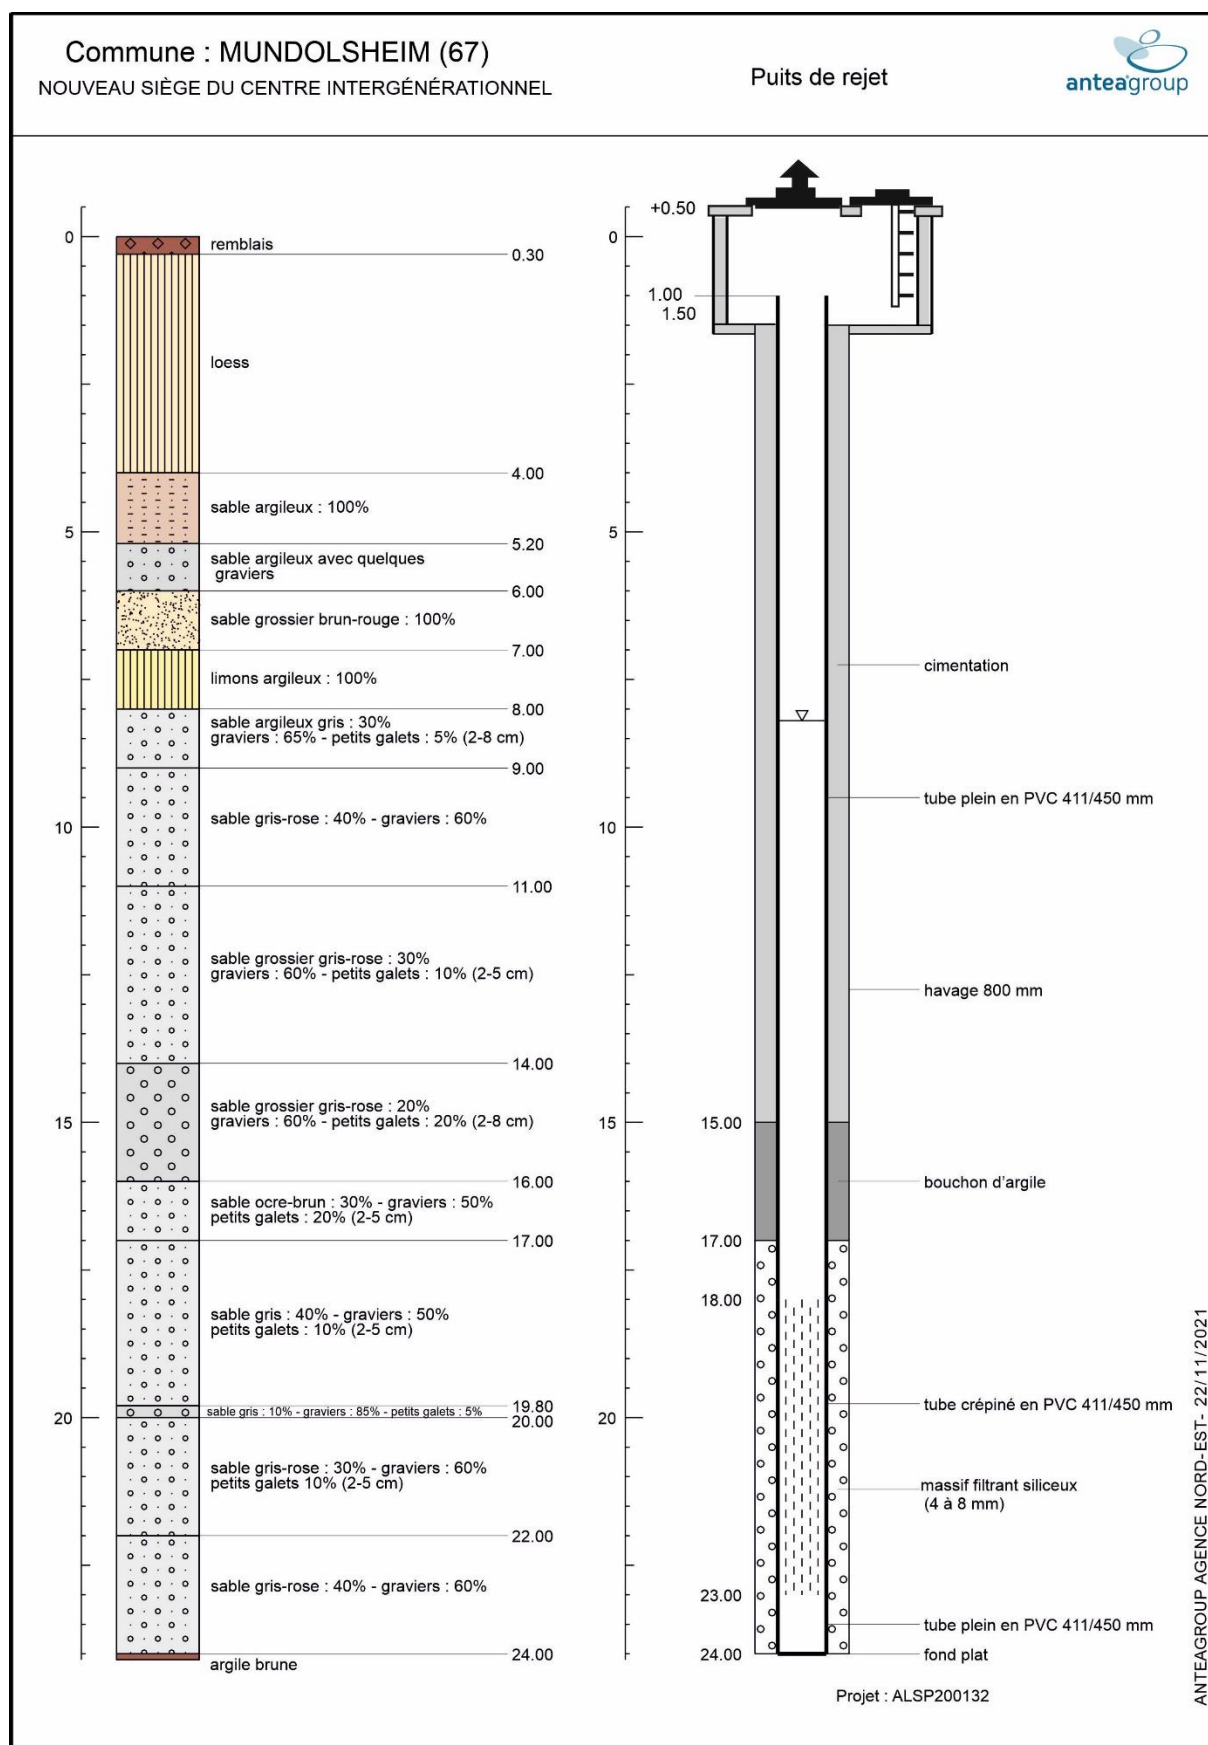 Commune : MUNDOLSHEIM (67)
NOUVEAU SIÈGE DU CENTRE INTERGÉNÉRATIONNEL
Puits de rejet
anteagroup
0
5
10
15
20
remblais
0.30
loess
4.00
sable argileux : 100%
5.20
sable argileux avec quelques
graviers
6.00
sable grossier brun-rouge : 100%
7.00
limons argileux : 100%
8.00
sable argileux gris : 30%
graviers : 65% - petits galets : 5% (2-8 cm)
9.00
sable gris-rose : 40% - graviers : 60%
11.00
sable grossier gris-rose : 30%
graviers : 60% - petits galets : 10% (2-5 cm)
14.00
sable grossier gris-rose : 20%
graviers : 60% - petits galets : 20% (2-8 cm)
16.00
sable ocre-brun : 30% - graviers : 50%
petits galets : 20% (2-5 cm)
17.00
sable gris : 40% - graviers : 50%
petits galets : 10% (2-5 cm)
19.80
sable gris : 10% - graviers : 85% - petits galets : 5%
20.00
sable gris-rose : 30% - graviers : 60%
petits galets 10% (2-5 cm)
22.00
sable gris-rose : 40% - graviers : 60%
24.00
argile brune
0
5
10
15
20
+0.50
1.00
1.50
15.00
17.00
18.00
23.00
24.00
cimentation
tube plein en PVC 411/450 mm
havage 800 mm
bouchon d'argile
tube crépiné en PVC 411/450 mm
massif filtrant siliceux
(4 à 8 mm)
tube plein en PVC 411/450 mm
fond plat
Projet : ALSP200132
ANTEAGROUP AGENCE NORD-EST- 22/11/2021